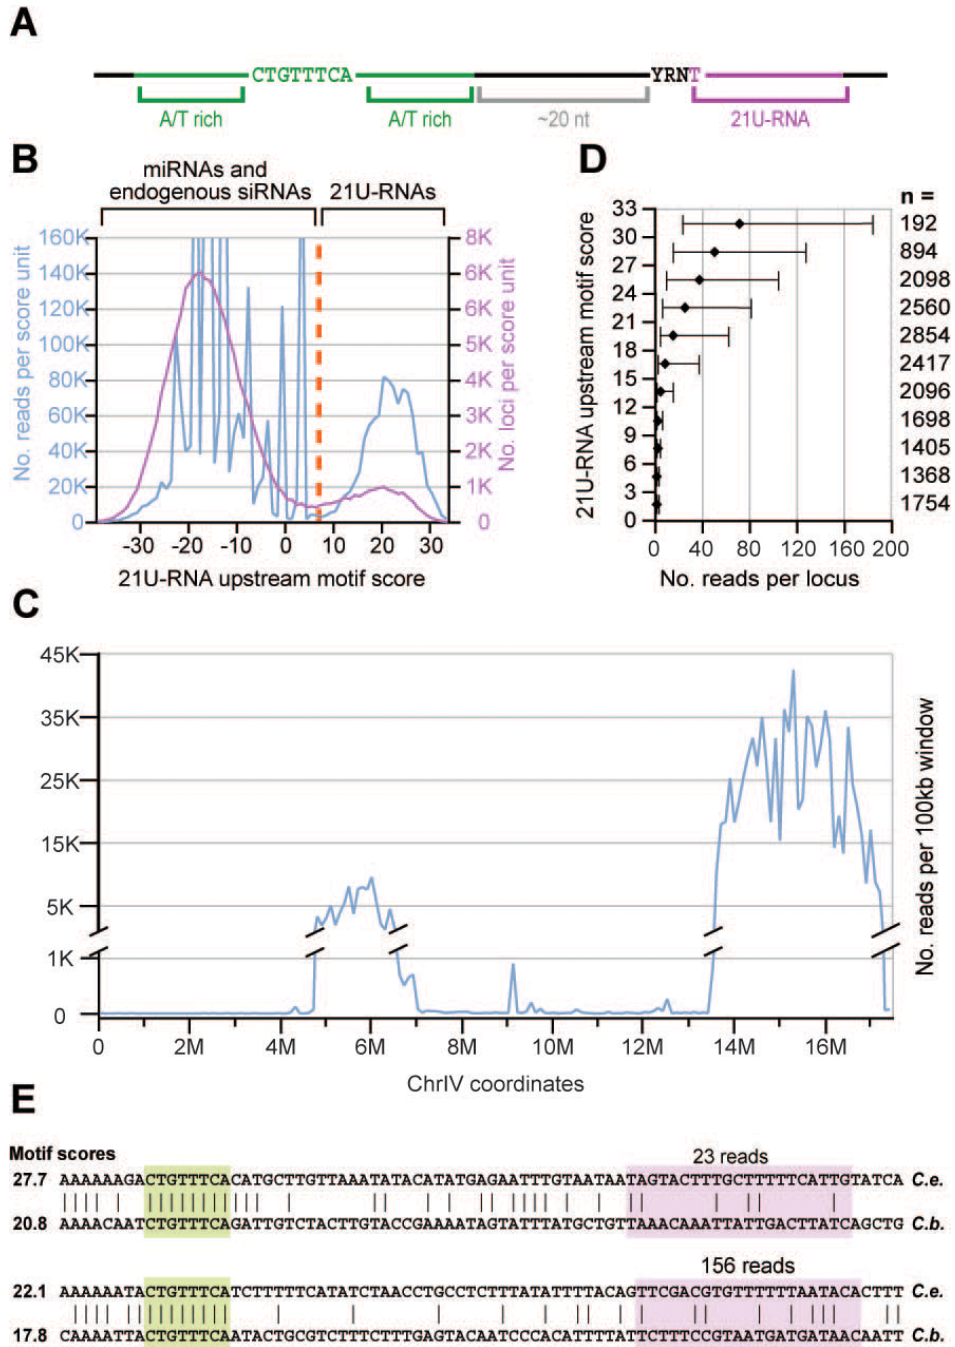 A
CTGTTTCA YRNT
A/T rich A/T rich ~20 nt 21U-RNA
B
miRNAs and
endogenous siRNAs 21U-RNAs
No. reads per score unit
160K
140K
120K
100K
80K
60K
40K
20K
0
8K
7K
6K
5K
4K
3K
2K
1K
0
No. loci per score unit
-30 -20 -10 0 10 20 30
21U-RNA upstream motif score
D
n =
21U-RNA upstream motif score
33
30
27
24
21
18
15
12
9
6
3
0
192
894
2098
2560
2854
2417
2096
1698
1405
1368
1754
0 40 80 120 160 200
No. reads per locus
C
45K
35K
25K
15K
5K
1K
0
No. reads per 100kb window
0 2M 4M 6M 8M 10M 12M 14M 16M
ChrIV coordinates
E
Motif scores 23 reads
27.7 AAAAAAGACTGTTTCACATGCTTGTTAAATATACATATGAGAATTTGTAATAATAGTACTTTGCTTTTTCATTGTATCA C.e.
20.8 AAAACAATCTGTTTCAGATTGTCTACTTGTACCGAAAATAGTATTTATGCTGTTAAACAAATTATTGACTTATCAGCTG C.b.
156 reads
22.1 AAAAAATACTGTTTCATCTTTTTCATATCTAACCTGCCTCTTTATATTTTACTAGTTCGACGTGTTTTTTAATACACTTT C.e.
17.8 CAAAATTACTGTTTCAATACTGCGTCTTTCTTTGAGTACAATCCCACATTTTATTCTTTCCGTAATGATGATAACAATT C.b.